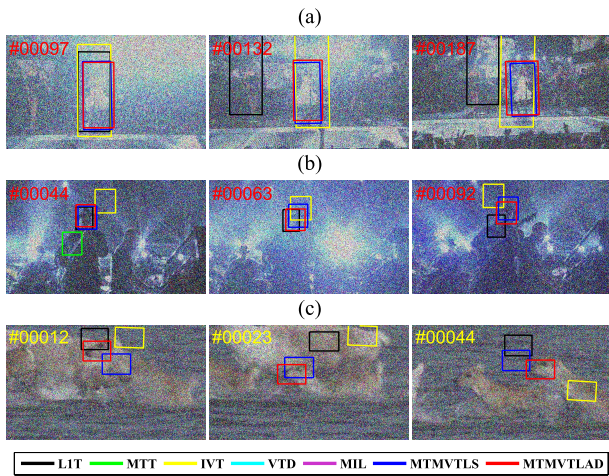 (a)
#00097 #00132 #00187
(b)
#00044 #00063 #00092
(c)
#00012 #00023 #00044
L1T MTT IVT VTD MIL MTMVTLS MTMVTLAD